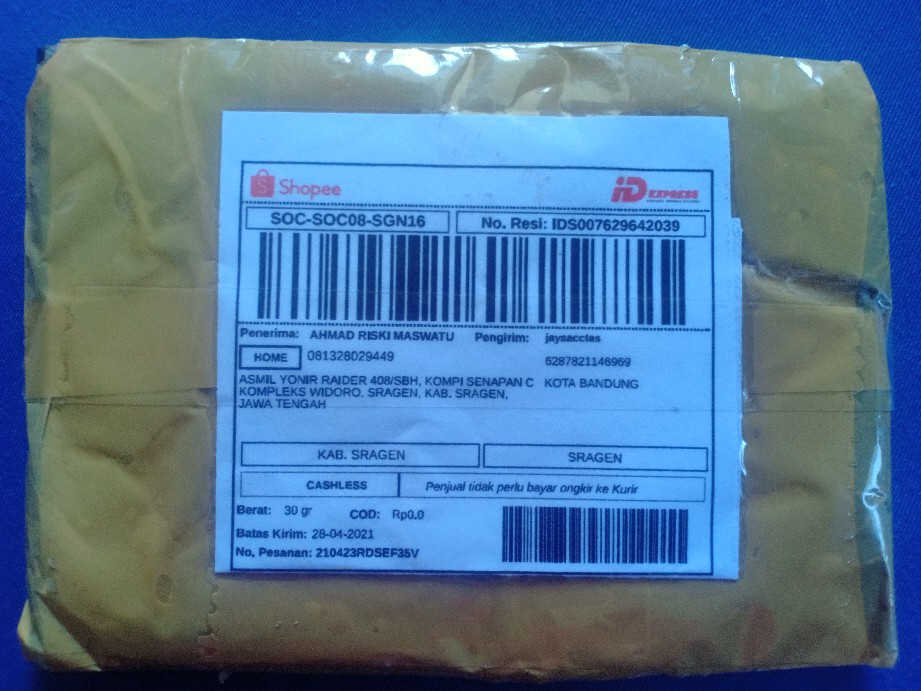 Shopee
iD EXPRESS
SOC-SOC08-SGN16
No. Resi: IDS007629642039
Penerima: AHMAD RISKI MASWATU
Pengirim: jayaacctas
HOME 081328029449
6287821146969
ASMIL YONIR RAIDER 408/SBH, KOMPI SENAPAN C
KOTA BANDUNG
KOMPLEKS WIDORO. SRAGEN, KAB. SRAGEN,
JAWA TENGAH
KAB. SRAGEN
SRAGEN
CASHLESS
Penjual tidak perlu bayar ongkir ke Kurir
Berat: 30 gr
COD: Rp0.0
Batas Kirim: 28-04-2021
No, Pesanan: 210423RDSEF35V